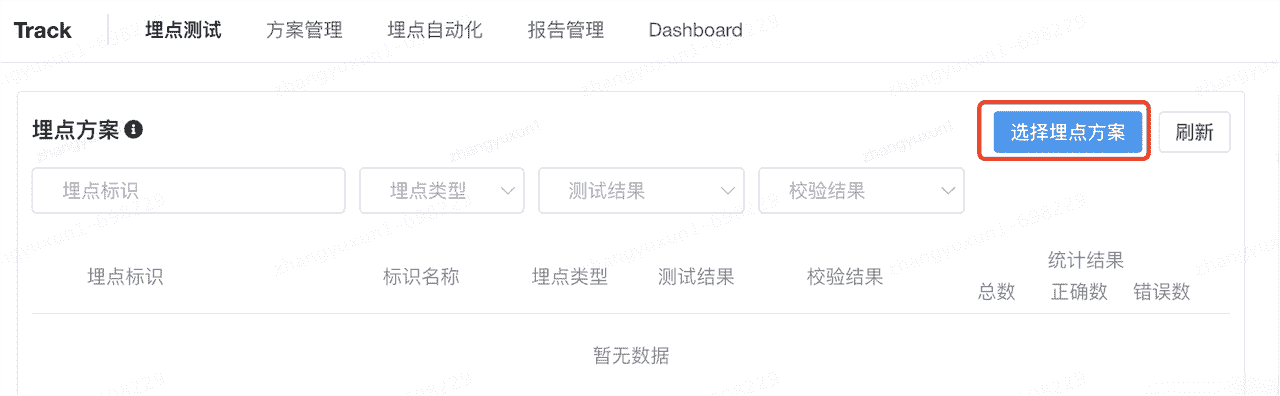 Track 埋点测试 方案管理 埋点自动化 报告管理 Dashboard
埋点方案 选择埋点方案 刷新
埋点标识 埋点类型 测试结果 校验结果
统计结果
埋点标识 标识名称 埋点类型 测试结果 校验结果
总数 正确数 错误数
暂无数据
zhangyuxun1-698229